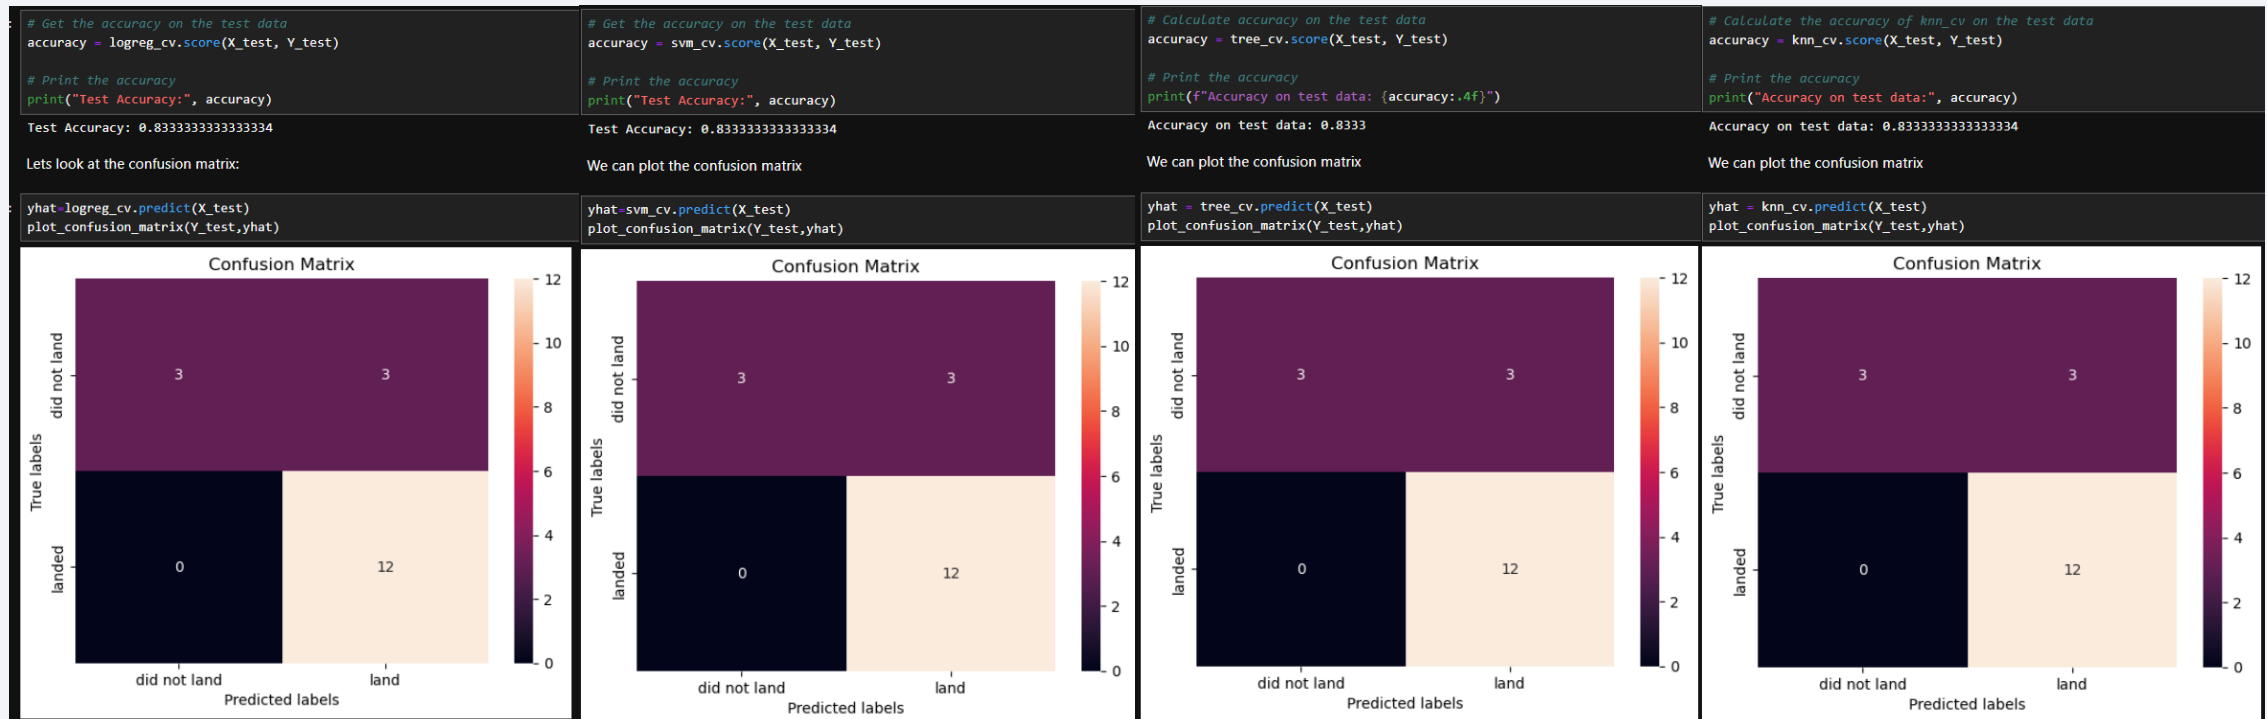 # Get the accuracy on the test data
accuracy = logreg_cv.score(X_test, Y_test)
# Print the accuracy
print("Test Accuracy:", accuracy)
Test Accuracy: 0.8333333333333334
Lets look at the confusion matrix:
yhat=logreg_cv.predict(X_test)
plot_confusion_matrix(Y_test,yhat)
Confusion Matrix
True labels
did not land
landed
3
3
0
12
did not land
land
Predicted labels
12
10
8
6
4
2
0
# Get the accuracy on the test data
accuracy = svm_cv.score(X_test, Y_test)
# Print the accuracy
print("Test Accuracy:", accuracy)
Test Accuracy: 0.8333333333333334
We can plot the confusion matrix
yhat=svm_cv.predict(X_test)
plot_confusion_matrix(Y_test,yhat)
Confusion Matrix
True labels
did not land
landed
3
3
0
12
did not land
land
Predicted labels
12
10
8
6
4
2
0
# Calculate accuracy on the test data
accuracy = tree_cv.score(X_test, Y_test)
# Print the accuracy
print(f"Accuracy on test data: {accuracy:.4f}")
Accuracy on test data: 0.8333
We can plot the confusion matrix
yhat = tree_cv.predict(X_test)
plot_confusion_matrix(Y_test,yhat)
Confusion Matrix
True labels
did not land
landed
3
3
0
12
did not land
land
Predicted labels
12
10
8
6
4
2
0
# Calculate the accuracy of knn_cv on the test data
accuracy = knn_cv.score(X_test, Y_test)
# Print the accuracy
print("Accuracy on test data:", accuracy)
Accuracy on test data: 0.8333333333333334
We can plot the confusion matrix
yhat = knn_cv.predict(X_test)
plot_confusion_matrix(Y_test,yhat)
Confusion Matrix
True labels
did not land
landed
3
3
0
12
did not land
land
Predicted labels
12
10
8
6
4
2
0